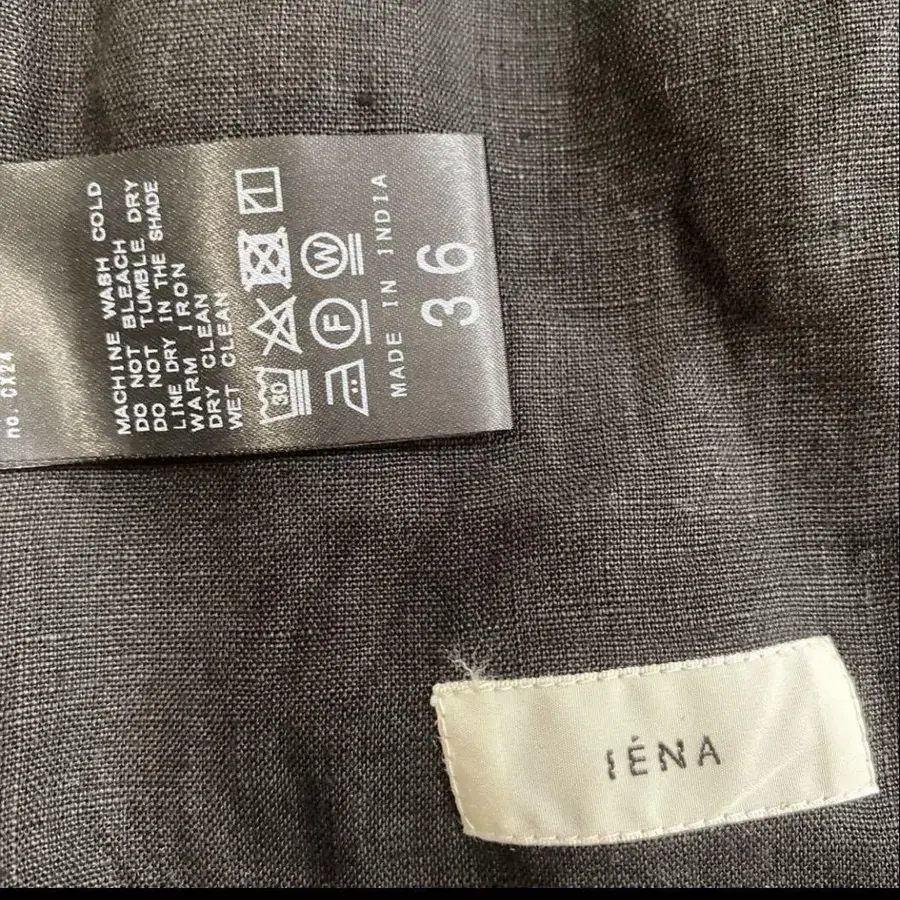 MACHINE WASH COLD
DO NOT BLEACH
DO NOT TUMBLE DRY
LINE DRY IN THE SHADE
WARM IRON
DRY CLEAN
WET CLEAN
30
F
W
MADE IN INDIA
36
no. CX24
IÉNA